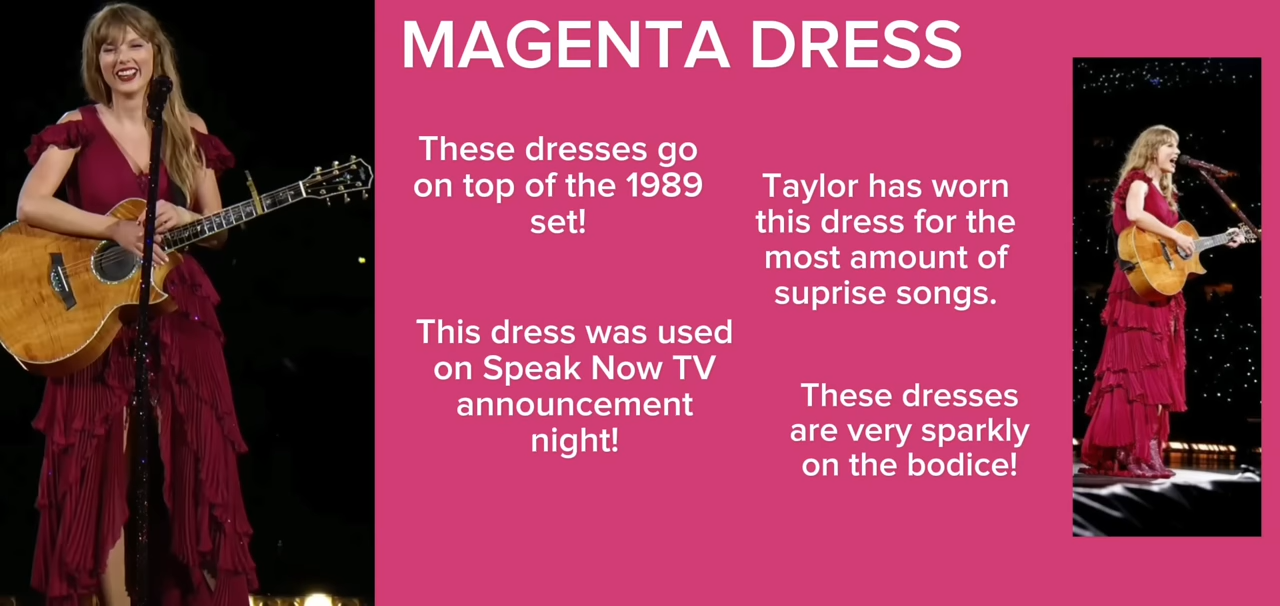 MAGENTA DRESS
These dresses go
on top of the 1989
set!
Taylor has worn
this dress for the
most amount of
suprise songs.
This dress was used
on Speak Now TV
announcement
night!
These dresses
are very sparkly
on the bodice!